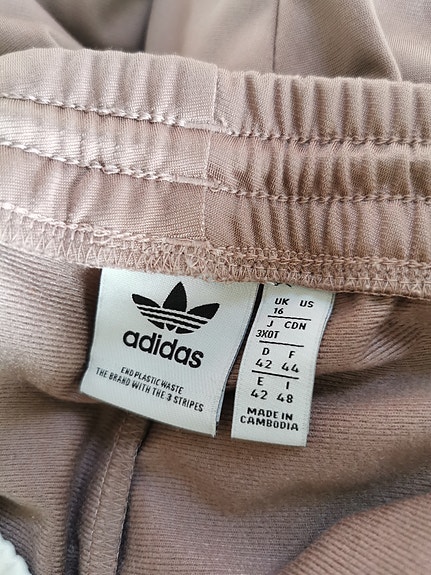 adidas
END PLASTIC WASTE
THE BRAND WITH THE 3 STRIPES
UK US
16
J CDN
3XOT
D F
42 44
E I
42 48
MADE IN
CAMBODIA